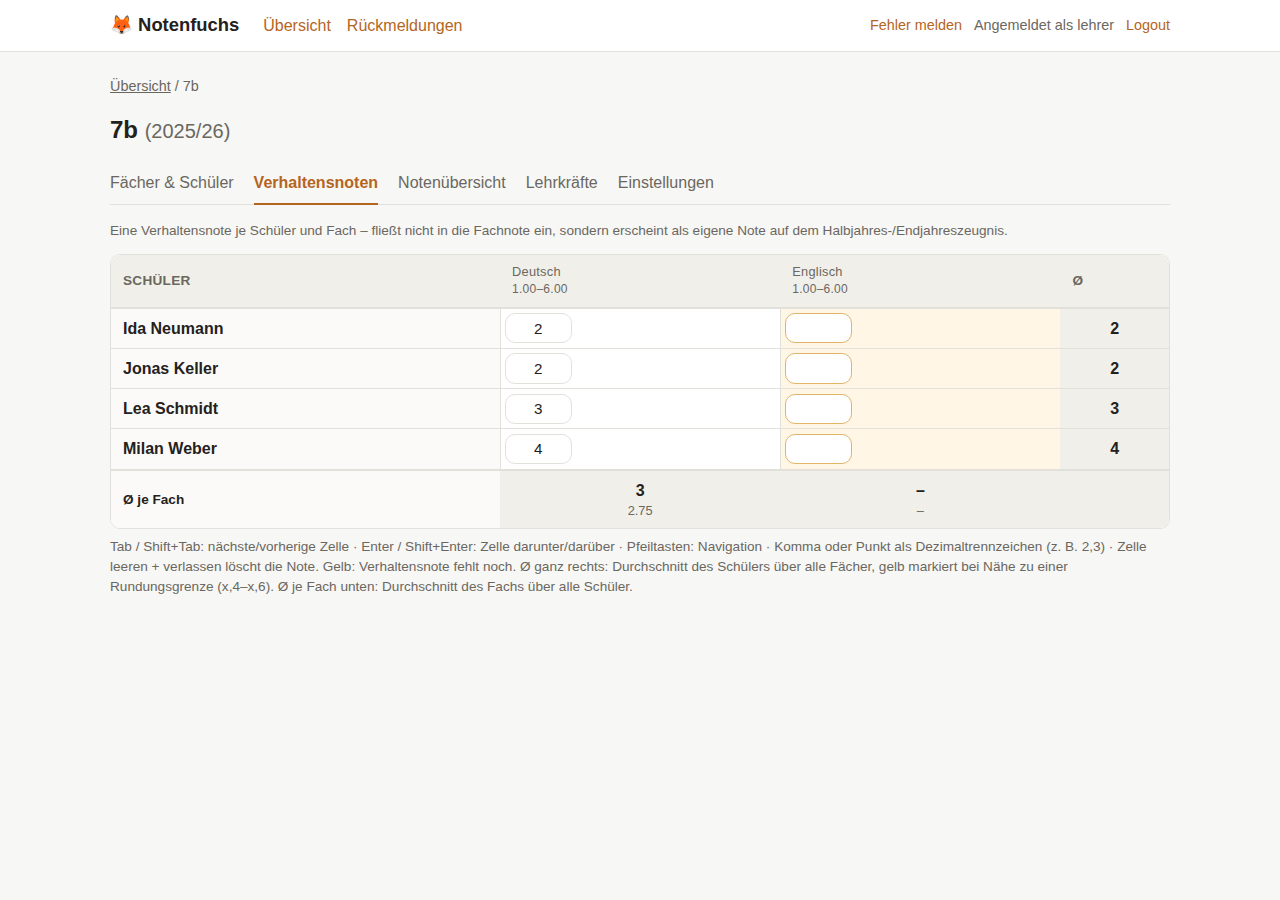 🦊 Notenfuchs Übersicht Rückmeldungen Fehler melden Angemeldet als lehrer Logout
Übersicht / 7b
7b (2025/26)
Fächer & Schüler Verhaltensnoten Notenübersicht Lehrkräfte Einstellungen
Eine Verhaltensnote je Schüler und Fach – fließt nicht in die Fachnote ein, sondern erscheint als eigene Note auf dem Halbjahres-/Endjahreszeugnis.
SCHÜLER Deutsch 1.00–6.00 Englisch 1.00–6.00 Ø
Ida Neumann 2 2
Jonas Keller 2 2
Lea Schmidt 3 3
Milan Weber 4 4
Ø je Fach 3 –
2.75 –
Tab / Shift+Tab: nächste/vorherige Zelle · Enter / Shift+Enter: Zelle darunter/darüber · Pfeiltasten: Navigation · Komma oder Punkt als Dezimaltrennzeichen (z. B. 2,3) · Zelle
leeren + verlassen löscht die Note. Gelb: Verhaltensnote fehlt noch. Ø ganz rechts: Durchschnitt des Schülers über alle Fächer, gelb markiert bei Nähe zu einer
Rundungsgrenze (x,4–x,6). Ø je Fach unten: Durchschnitt des Fachs über alle Schüler.